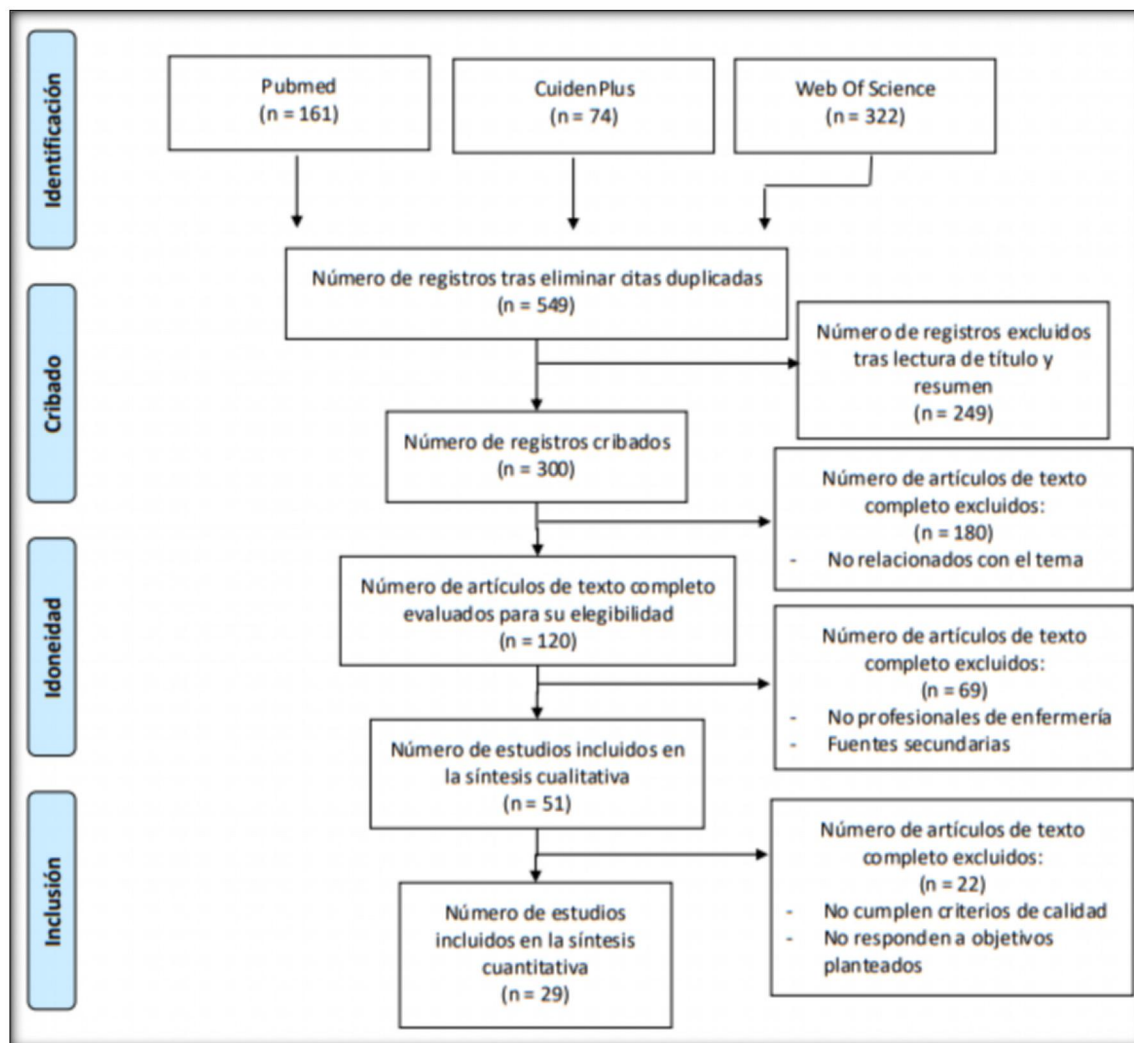 Identificación
Pubmed
(n = 161)
CuidenPlus
(n = 74)
Web Of Science
(n = 322)
Número de registros tras eliminar citas duplicadas
(n = 549)
Cribado
Número de registros excluidos
tras lectura de título y
resumen
(n = 249)
Número de registros cribados
(n = 300)
Número de artículos de texto
completo excluidos:
(n = 180)
- No relacionados con el tema
Idoneidad
Número de artículos de texto completo
evaluados para su elegibilidad
(n = 120)
Número de artículos de texto
completo excluidos:
(n = 69)
- No profesionales de enfermería
- Fuentes secundarias
Número de estudios incluidos en
la síntesis cualitativa
(n = 51)
Inclusión
Número de artículos de texto
completo excluidos:
(n = 22)
- No cumplen criterios de calidad
- No responden a objetivos
planteados
Número de estudios
incluidos en la síntesis
cuantitativa
(n = 29)